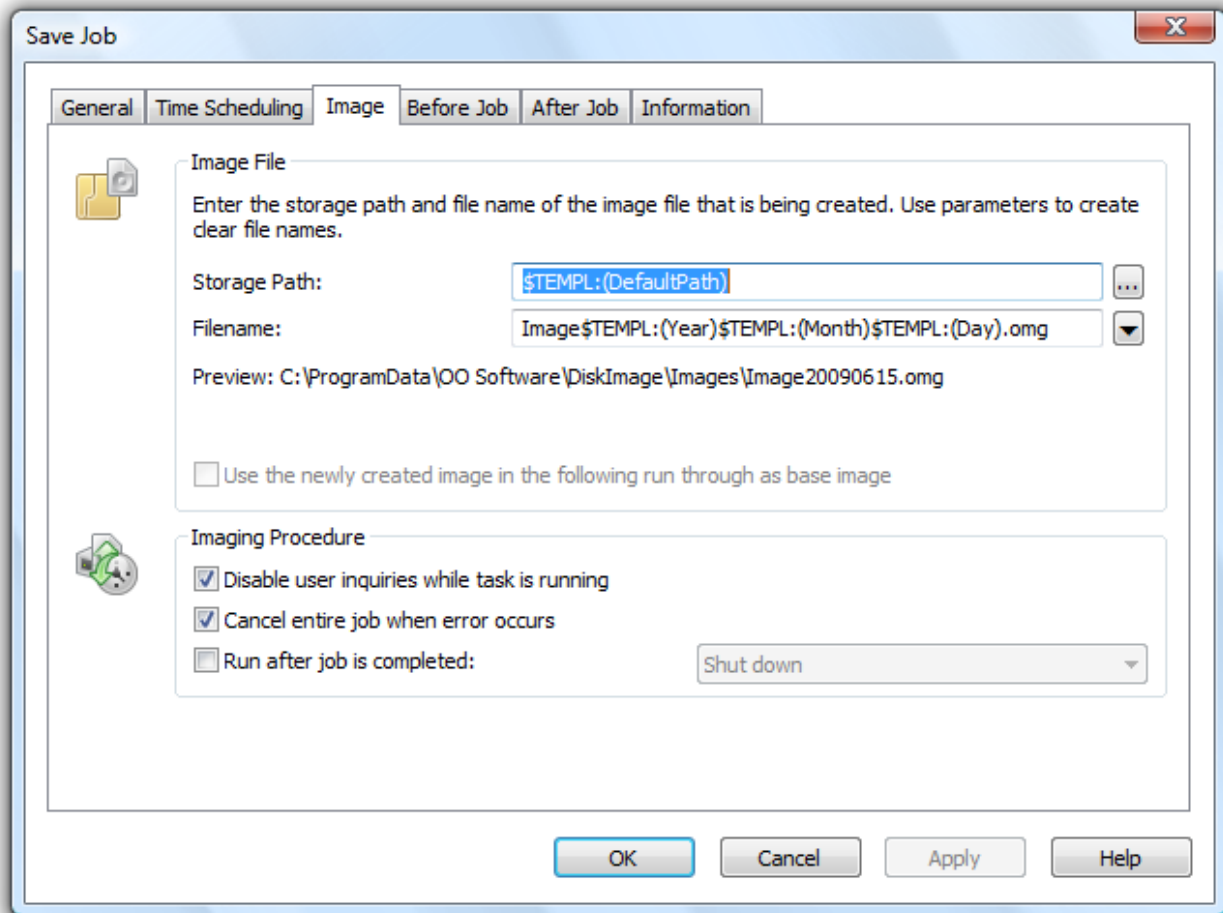 Save Job
General Time Scheduling Image Before Job After Job Information
Image File
Enter the storage path and file name of the image file that is being created. Use parameters to create
clear file names.
Storage Path: $TEMPL:(DefaultPath) ...
Filename: Image$TEMPL:(Year)$TEMPL:(Month)$TEMPL:(Day).omg
Preview: C:\ProgramData\OO Software\DiskImage\Images\Image20090615.omg
Use the newly created image in the following run through as base image
Imaging Procedure
Disable user inquiries while task is running
Cancel entire job when error occurs
Run after job is completed: Shut down
OK Cancel Apply Help